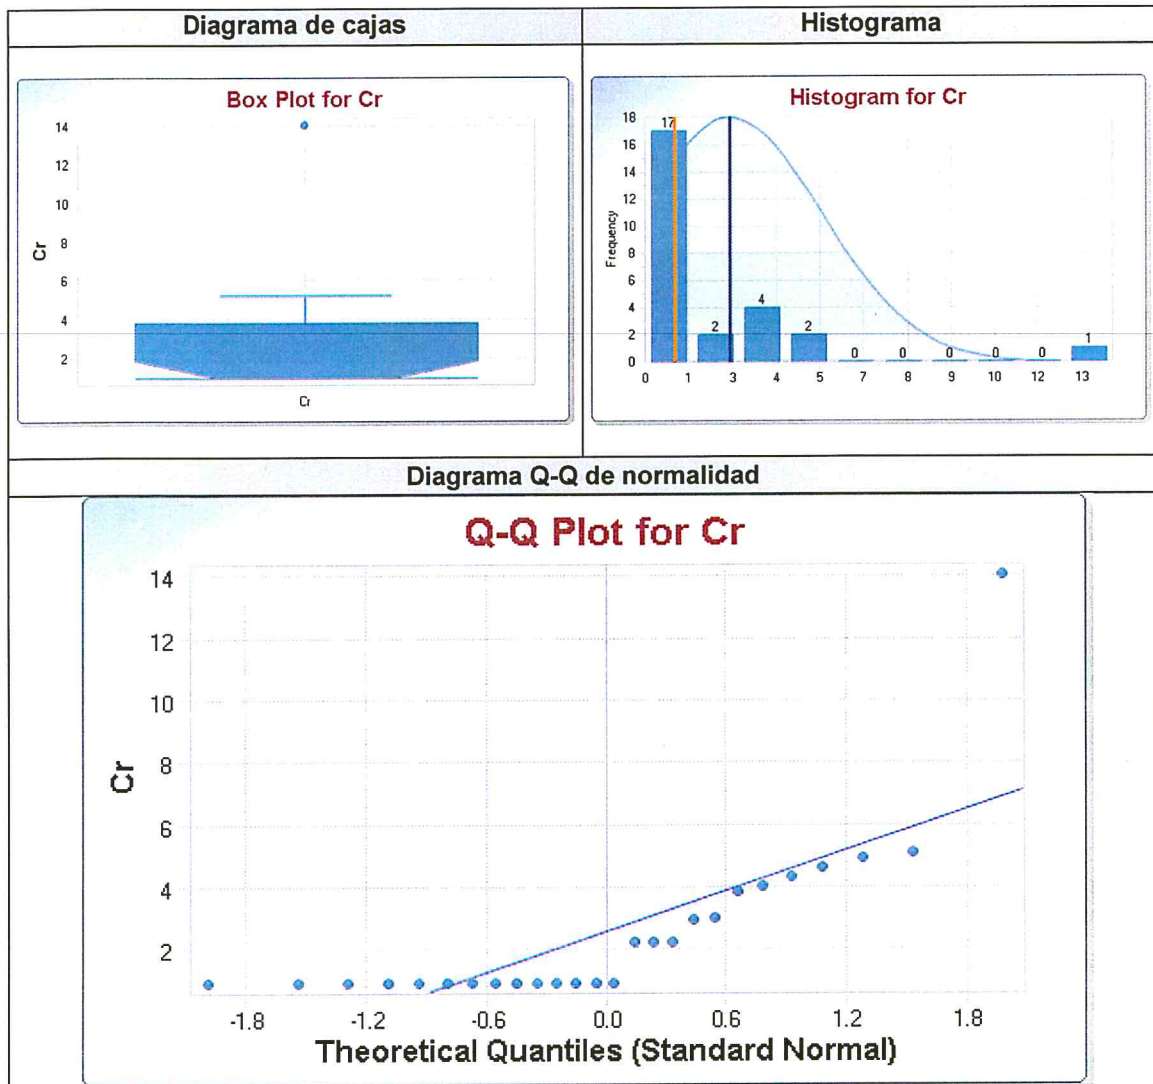 Diagrama de cajas
Histograma
Box Plot for Cr
14
12
10
8
6
4
2
Cr
Cr
Histogram for Cr
18
16
14
12
10
8
6
4
2
0
Frequency
17
2
4
2
0
0
0
0
0
1
0 1 3 4 5 7 8 9 10 12 13
Diagrama Q-Q de normalidad
Q-Q Plot for Cr
14
12
10
8
6
4
2
Cr
-1.8 -1.2 -0.6 0.0 0.6 1.2 1.8
Theoretical Quantiles (Standard Normal)